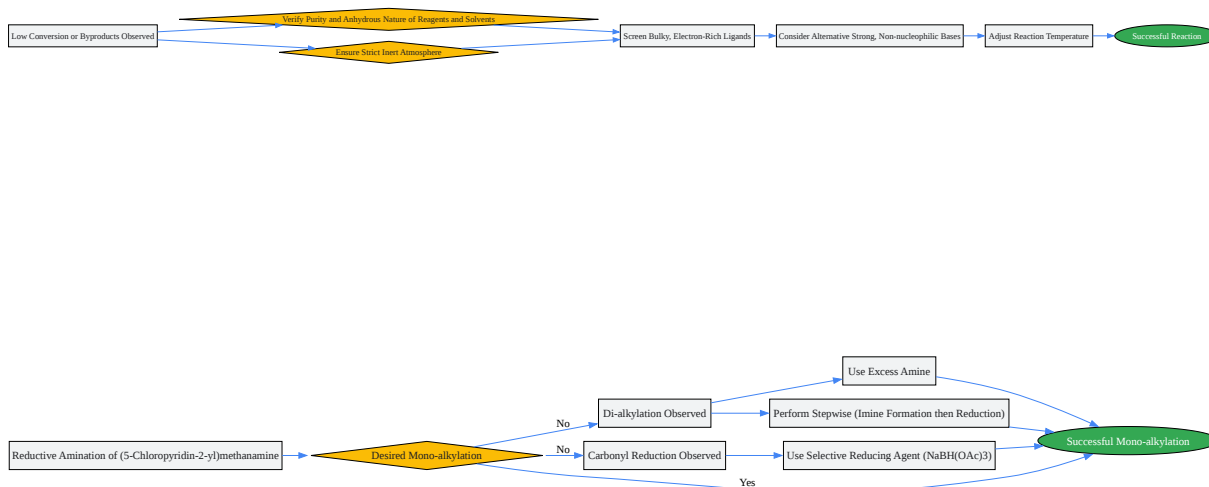 Verify Purity and Anhydrous Nature of Reagents and Solvents
Low Conversion or Byproducts Observed
Ensure Strict Inert Atmosphere
Screen Bulky, Electron-Rich Ligands
Consider Alternative Strong, Non-nucleophilic Bases
Adjust Reaction Temperature
Successful Reaction
Use Excess Amine
Di-alkylation Observed
Perform Stepwise (Imine Formation then Reduction)
No
Successful Mono-alkylation
Reductive Amination of (5-Chloropyridin-2-yl)methanamine
Desired Mono-alkylation
No
Carbonyl Reduction Observed
Use Selective Reducing Agent (NaBH(OAc)3)
Yes